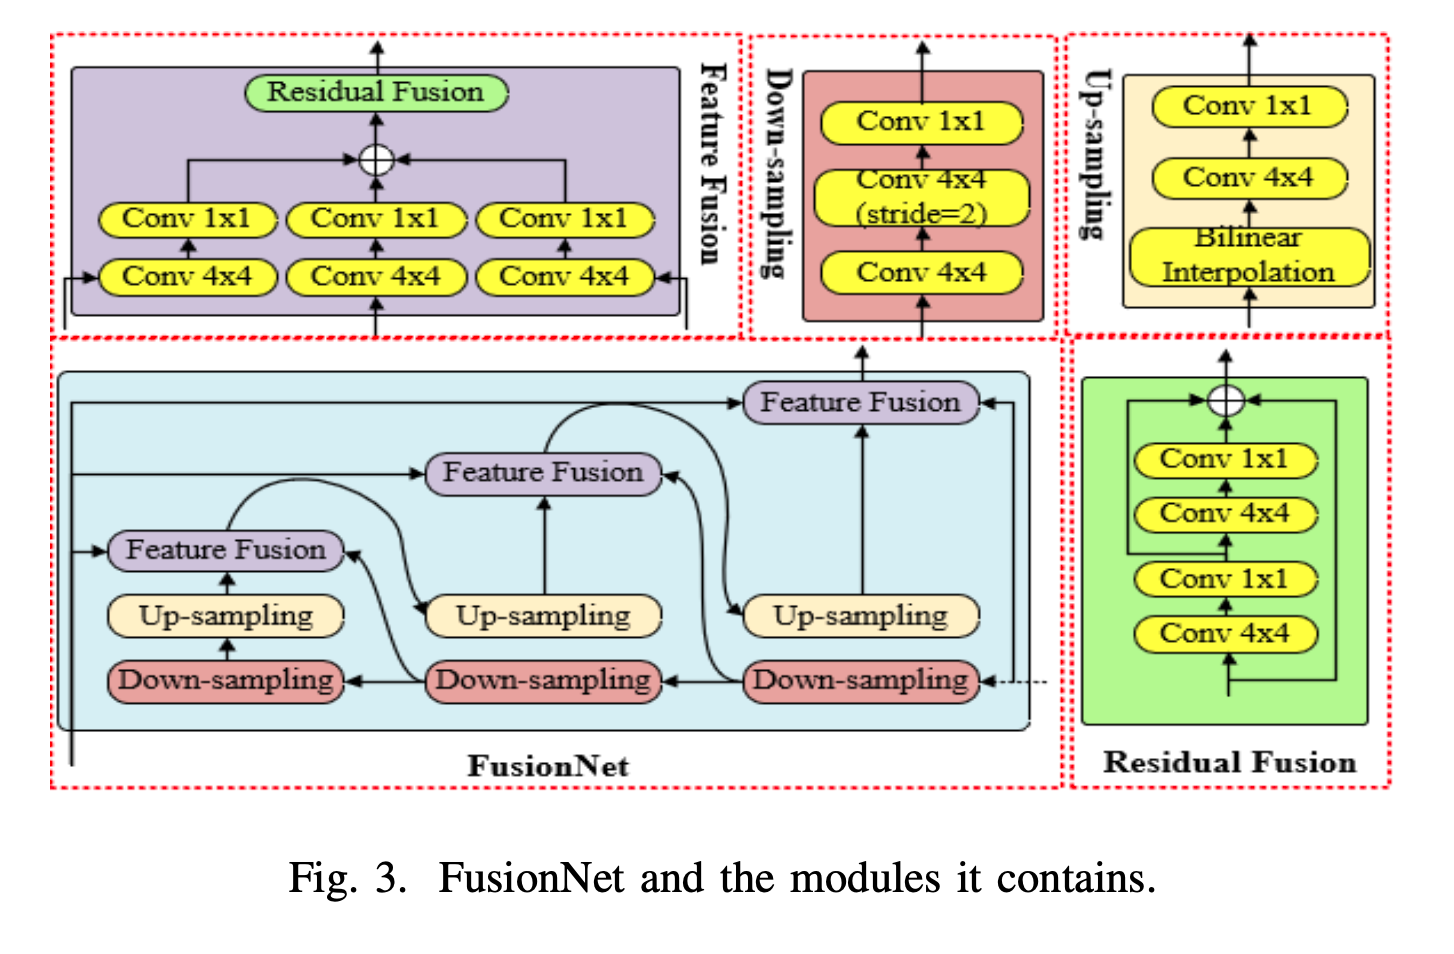 Residual Fusion
Conv 1x1
Conv 1x1
Conv 1x1
Conv 4x4
Conv 4x4
Conv 4x4
Feature Fusion
Down-sampling
Conv 1x1
Conv 4x4
(stride=2)
Conv 4x4
Up-sampling
Conv 1x1
Conv 4x4
Bilinear
Interpolation
Feature Fusion
Feature Fusion
Feature Fusion
Up-sampling
Up-sampling
Up-sampling
Down-sampling
Down-sampling
Down-sampling
FusionNet
Conv 1x1
Conv 4x4
Conv 1x1
Conv 4x4
Residual Fusion
Fig. 3. FusionNet and the modules it contains.